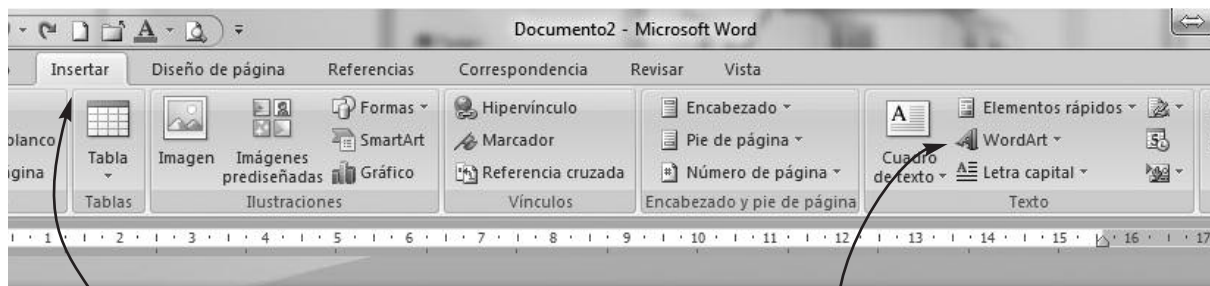 Documento2 - Microsoft Word
Insertar Diseño de página Referencias Correspondencia Revisar Vista
Formas Hipervínculo Encabezado A Elementos rápidos
blanco SmartArt Marcador Pie de página WordArt
Tabla Imagen Imágenes Cuadro
ágina prediseñadas Gráfico Referencia cruzada Número de página de texto Letra capital
Tablas Ilustraciones Vínculos Encabezado y pie de página Texto
1 2 3 4 5 6 7 8 9 10 11 12 13 14 15 16 17